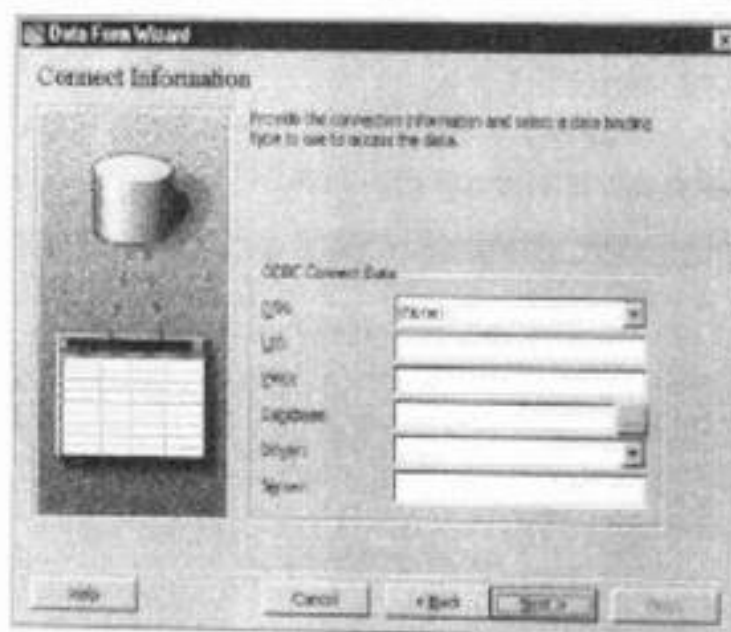 Data Form Wizard
Connect Information
Provide the connection information and select a data binding
type to use to access the data.
ODBC Connect Data
DSN:
(None)
UID:
PWD:
Database:
Driver:
Server:
Help
Cancel
< Back
Next >
Finish